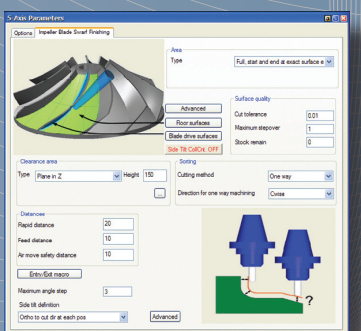 5 Axis Parameters
Options
Impeller Blade Swarf Finishing
Area
Type
Full, start and end at exact surface e
Advanced
Floor surfaces
Blade drive surfaces
Side Tilt CollCnt. OFF
Surface quality
Cut tolerance
0,01
Maximum stepover
1
Stock remain
0
Clearance area
Type
Plane in Z
Height
150
...
Sorting
Cutting method
One way
Direction for one way machining
Cwise
Distances
Rapid distance
20
Feed distance
10
Air move safety distance
10
Entry/Exit macro
Maximum angle step
3
Side tilt definition
Ortho to cut dir at each pos
Advanced
?